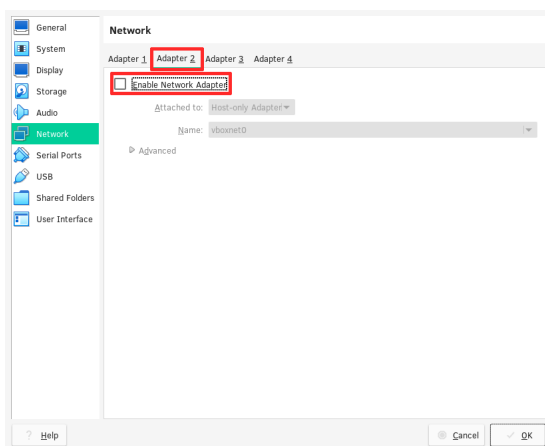 General
System
Display
Storage
Audio
Network
Serial Ports
USB
Shared Folders
User Interface
Network
Adapter 1 Adapter 2 Adapter 3 Adapter 4
Enable Network Adapter
Attached to: Host-only Adapter
Name: vboxnet0
Advanced
? Help
Cancel
OK